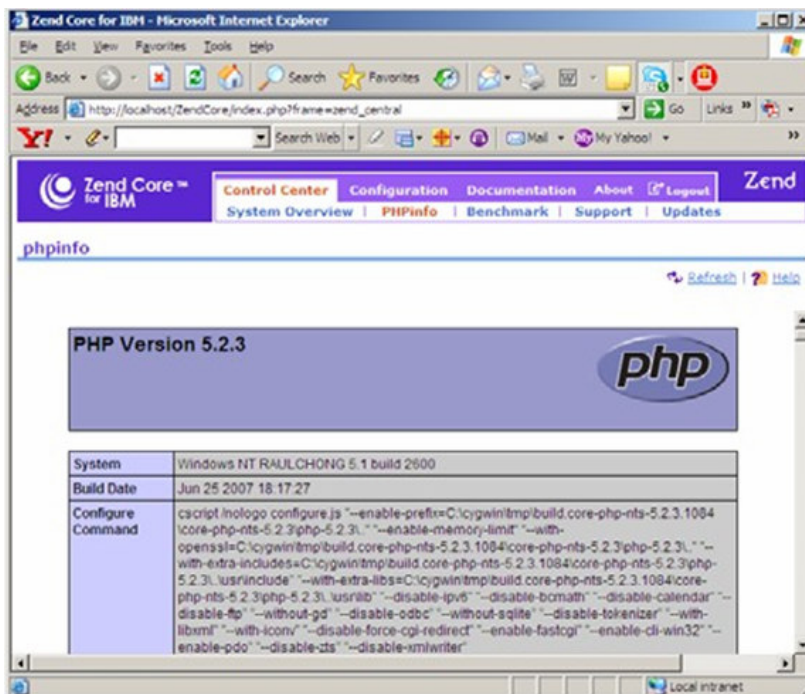 Zend Core for IBM - Microsoft Internet Explorer
File Edit View Favorites Tools Help
Back Search Favorites
Address http://localhost/ZendCore/index.php?frame=zend_central Go Links »
Y! Search Web Mail My Yahoo! »
Zend Core ™ for IBM
Control Center Configuration Documentation About Logout Zend
System Overview | PHPinfo | Benchmark | Support | Updates
phpinfo
Refresh | Help
PHP Version 5.2.3
php
System Windows NT RAULCHONG 5.1 build 2600
Build Date Jun 25 2007 18:17:27
Configure Command cscript /nologo configure.js "--enable-prefix=C:\cygwin\tmp\build.core-php-nts-5.2.3.1084
\core-php-nts-5.2.3\php-5.2.3\.." "--enable-memory-limit" "--with-
openssl=C:\cygwin\tmp\build.core-php-nts-5.2.3.1084\core-php-nts-5.2.3\php-5.2.3\.." "--
with-extra-includes=C:\cygwin\tmp\build.core-php-nts-5.2.3.1084\core-php-nts-5.2.3\php-
5.2.3\..\usr\include" "--with-extra-libs=C:\cygwin\tmp\build.core-php-nts-5.2.3.1084\core-
php-nts-5.2.3\php-5.2.3\..\usr\lib" "--disable-ipv6" "--disable-bcmath" "--disable-calendar" "--
disable-ftp" "--without-gd" "--disable-odbc" "--without-sqlite" "--disable-tokenizer" "--with-
libxml" "--with-iconv" "--disable-force-cgi-redirect" "--enable-fastcgi" "--enable-cli-win32" "--
enable-pdo" "--disable-zts" "--disable-xmlwriter"
Local intranet